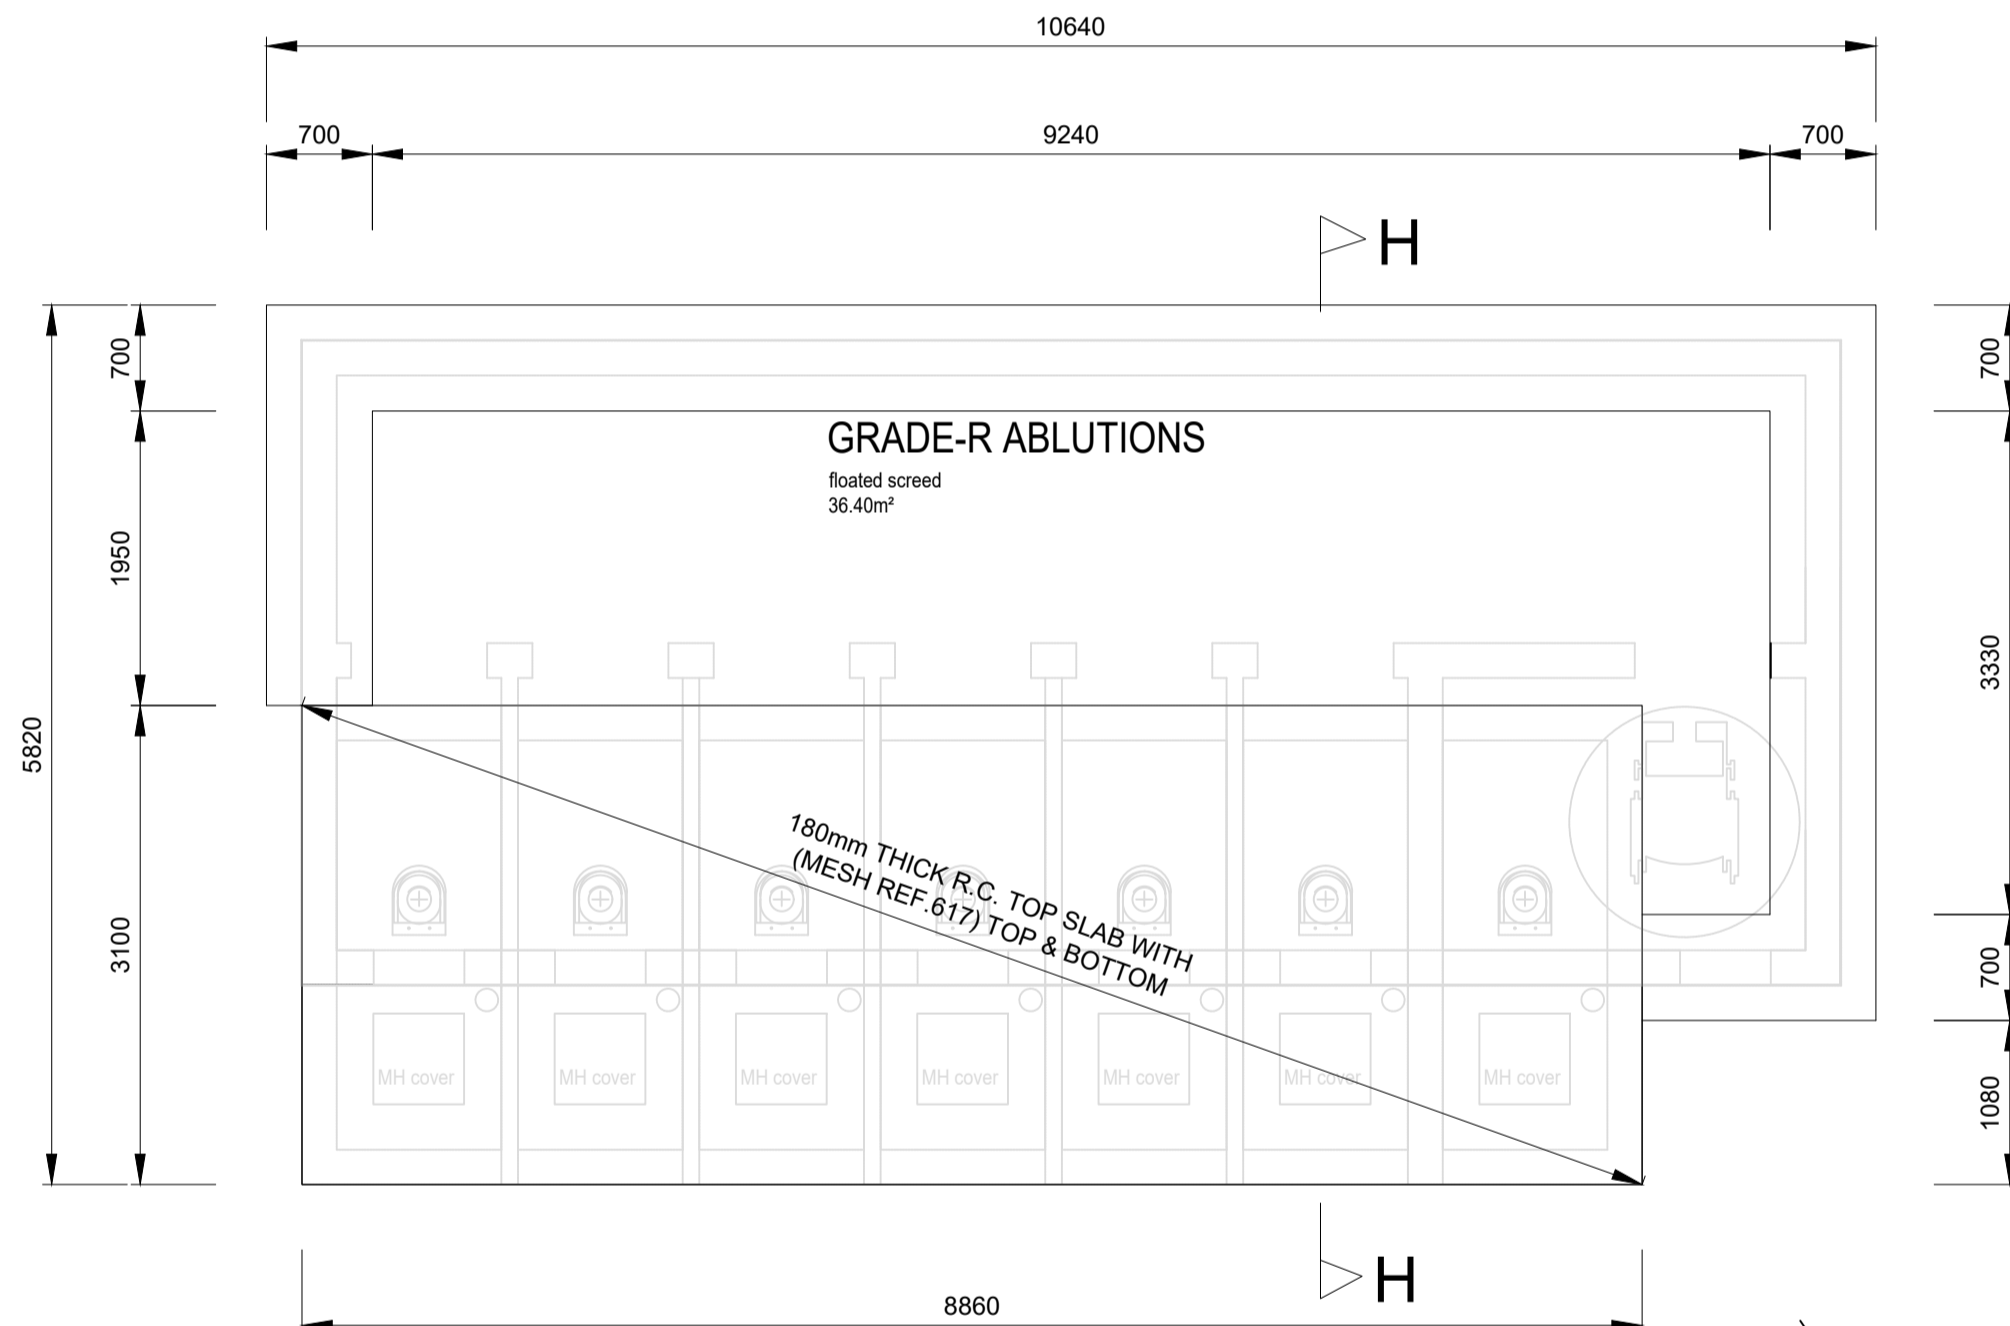 10640
700
9240
700
H
700
1950
3100
5820
700
3330
700
1080
GRADE-R ABLUTIONS
floated screed
36.40m²
180mm THICK R.C. TOP SLAB WITH
(MESH REF.617) TOP & BOTTOM
MH cover
MH cover
MH cover
MH cover
MH cover
MH cover
MH cover
H
8860